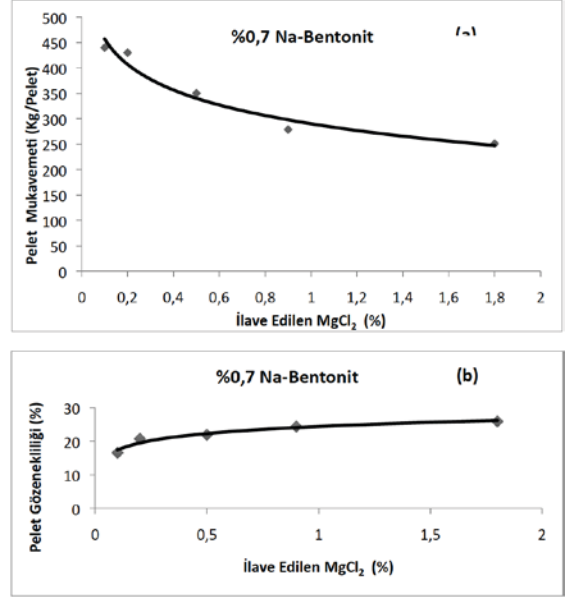 %0,7 Na-Bentonit
500
450
400
350
300
250
200
150
100
50
0
Pelet Mukavemeti (Kg/Pelet)
0 0,2 0,4 0,6 0,8 1 1,2 1,4 1,6 1,8 2
İlave Edilen MgCl₂ (%)
%0,7 Na-Bentonit (b)
30
20
10
0
Pelet Gözenekliliği (%)
0 0,5 1 1,5 2
İlave Edilen MgCl₂ (%)